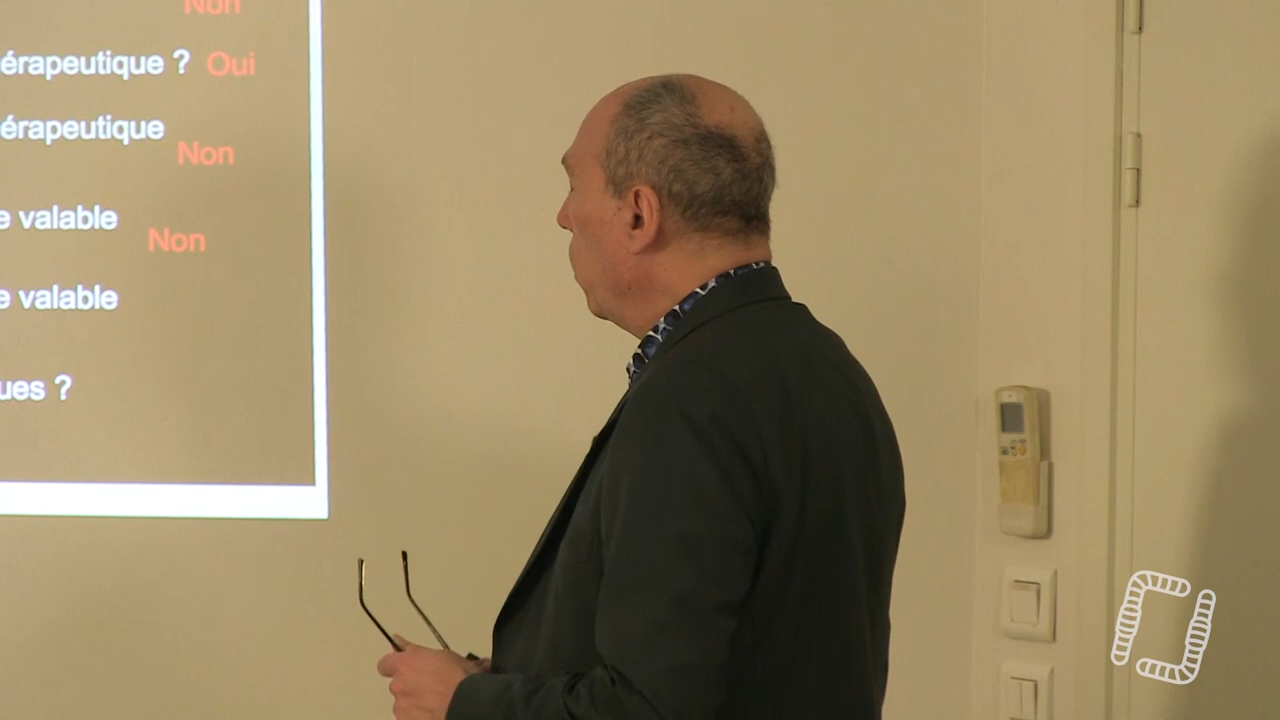 Non
érapeutique ? Oui
érapeutique
Non
e valable
Non
e valable
ues ?